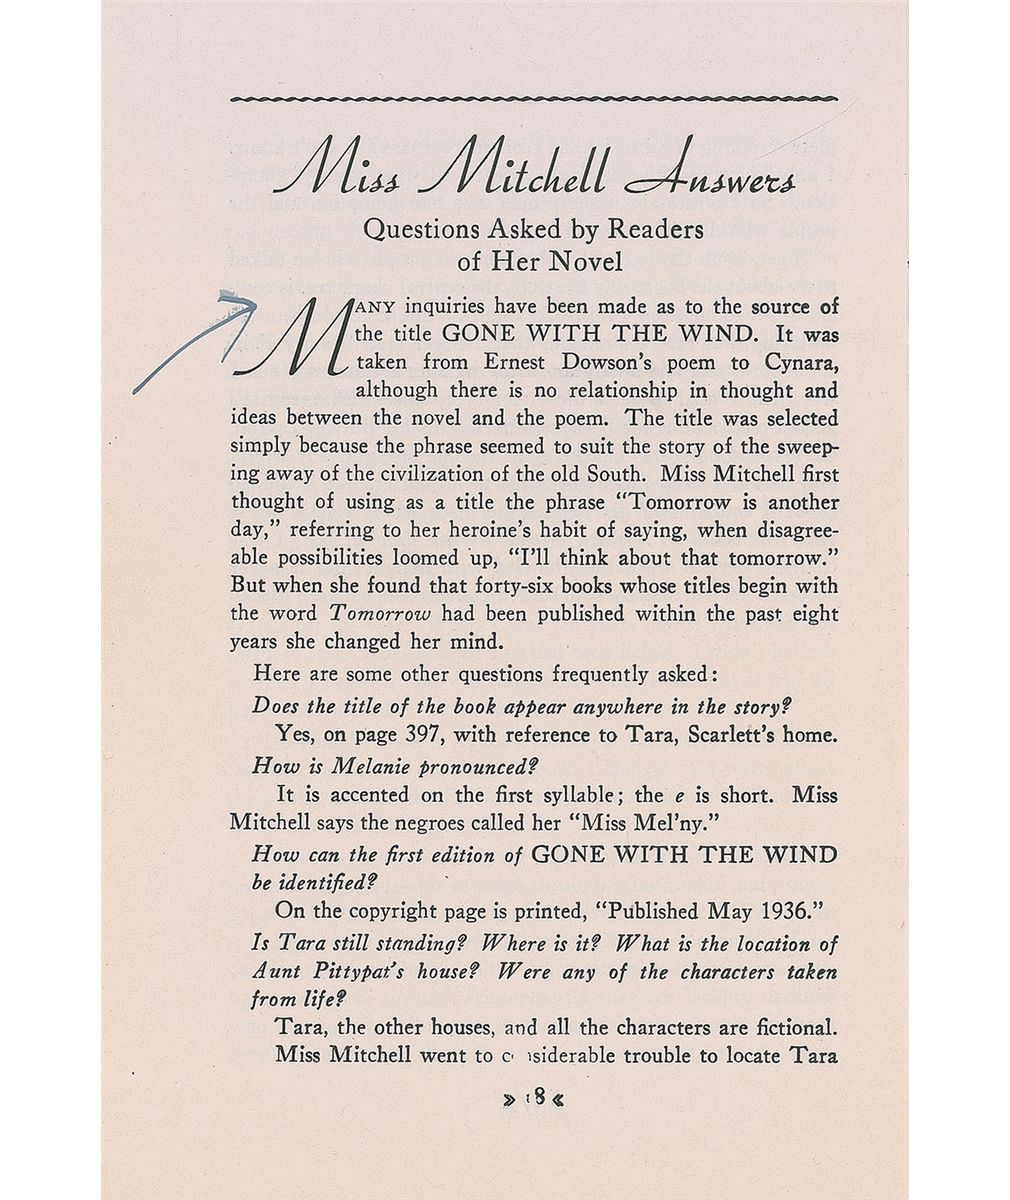 Miss Mitchell Answers
Questions Asked by Readers
of Her Novel
MANY inquiries have been made as to the source of
the title GONE WITH THE WIND. It was
taken from Ernest Dowson's poem to Cynara,
although there is no relationship in thought and
ideas between the novel and the poem. The title was selected
simply because the phrase seemed to suit the story of the sweep-
ing away of the civilization of the old South. Miss Mitchell first
thought of using as a title the phrase “Tomorrow is another
day,” referring to her heroine's habit of saying, when disagree-
able possibilities loomed up, “I'll think about that tomorrow.”
But when she found that forty-six books whose titles begin with
the word Tomorrow had been published within the past eight
years she changed her mind.
Here are some other questions frequently asked:
Does the title of the book appear anywhere in the story?
Yes, on page 397, with reference to Tara, Scarlett's home.
How is Melanie pronounced?
It is accented on the first syllable; the e is short. Miss
Mitchell says the negroes called her “Miss Mel'ny.”
How can the first edition of GONE WITH THE WIND
be identified?
On the copyright page is printed, “Published May 1936.”
Is Tara still standing? Where is it? What is the location of
Aunt Pittypat's house? Were any of the characters taken
from life?
Tara, the other houses, and all the characters are fictional.
Miss Mitchell went to considerable trouble to locate Tara
» 18 «